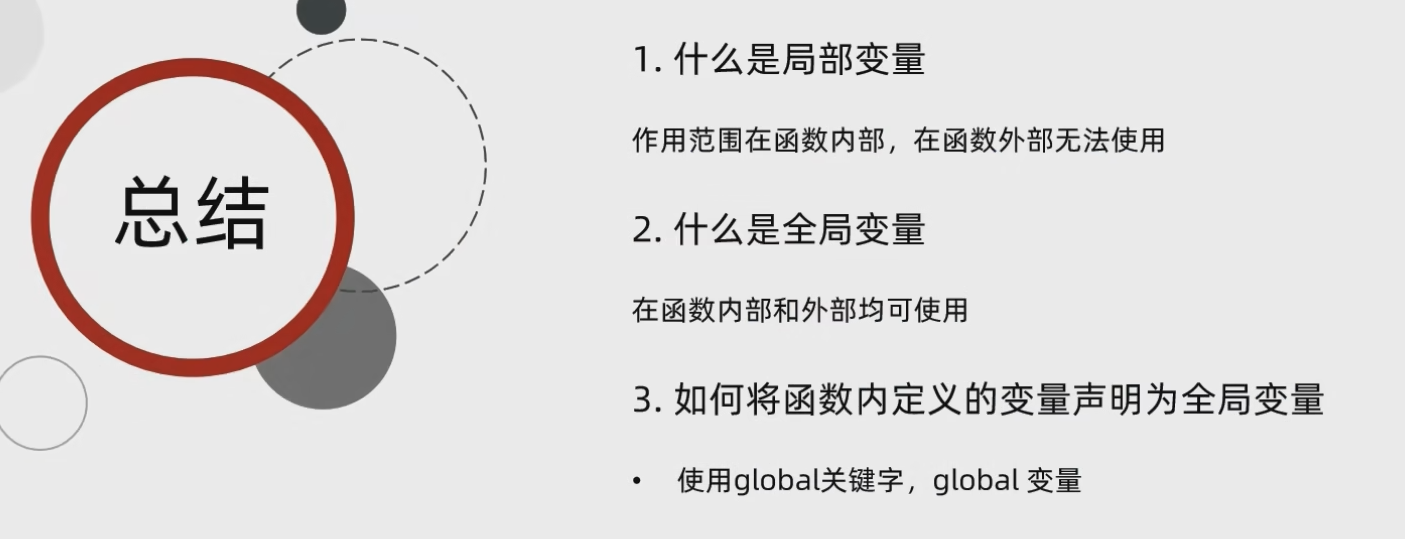 总结
1. 什么是局部变量
作用范围在函数内部，在函数外部无法使用
2. 什么是全局变量
在函数内部和外部均可使用
3. 如何将函数内定义的变量声明为全局变量
• 使用global关键字，global 变量